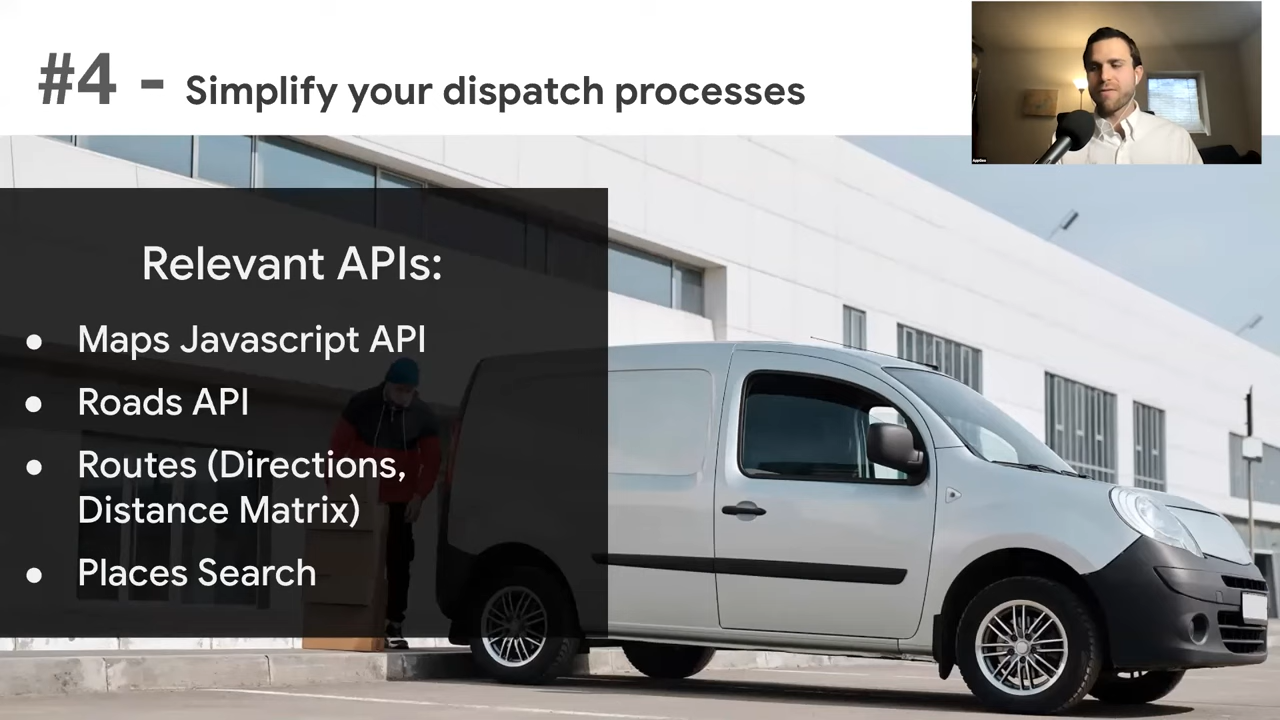 #4 - Simplify your dispatch processes
Relevant APIs:
● Maps Javascript API
● Roads API
● Routes (Directions,
Distance Matrix)
● Places Search